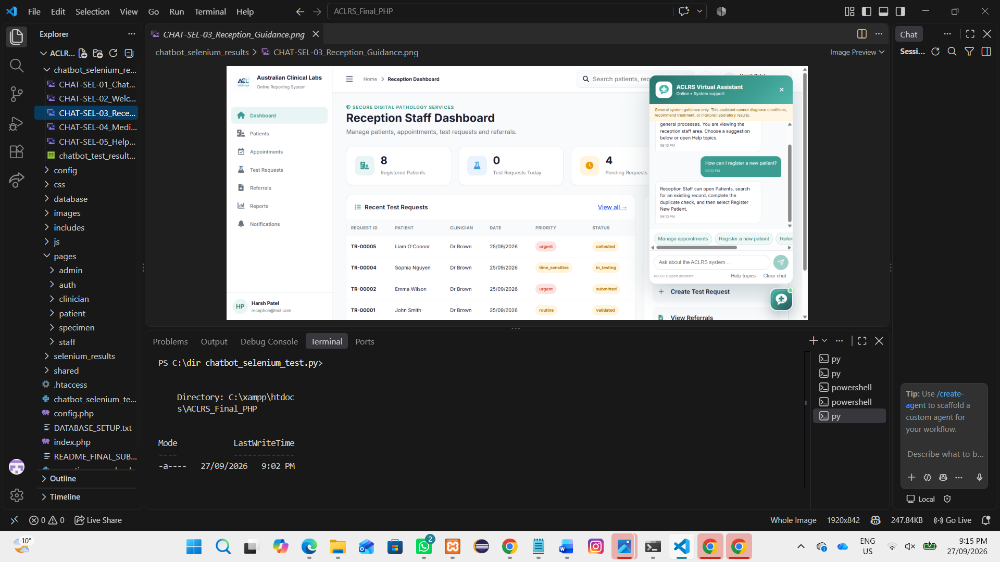 File Edit Selection View Go Run Terminal Help
ACLRS_Final_PHP
Explorer
ACLR...
chatbot_selenium_re...
CHAT-SEL-01_Chat...
CHAT-SEL-02_Welc...
CHAT-SEL-03_Rece...
CHAT-SEL-04_Medi...
CHAT-SEL-05_Help...
chatbot_test_result...
config
css
database
images
includes
js
pages
admin
auth
clinician
patient
specimen
staff
selenium_results
shared
.htaccess
chatbot_selenium_te...
config.php
DATABASE_SETUP.txt
index.php
README_FINAL_SUB...
Outline
Timeline
CHAT-SEL-03_Reception_Guidance.png
chatbot_selenium_results > CHAT-SEL-03_Reception_Guidance.png
Image Preview
ACL
Australian Clinical Labs
Online Reporting System
Dashboard
Patients
Appointments
Test Requests
Referrals
Reports
Notifications
HP
Harsh Patel
reception@test.com
Home > Reception Dashboard
Search patients, req
SECURE DIGITAL PATHOLOGY SERVICES
Reception Staff Dashboard
Manage patients, appointments, test requests and referrals.
8
Registered Patients
0
Test Requests Today
4
Pending Requests
Recent Test Requests
View all →
REQUEST ID PATIENT CLINICIAN DATE PRIORITY STATUS
TR-00005 Liam O'Connor Dr Brown 25/09/2026 urgent collected
TR-00004 Sophia Nguyen Dr Brown 25/09/2026 time_sensitive in_testing
TR-00002 Emma Wilson Dr Brown 25/09/2026 urgent submitted
TR-00001 John Smith Dr Brown 25/09/2026 routine validated
ACLRS Virtual Assistant
Online • System support
General system guidance only. This assistant cannot diagnose conditions,
recommend treatment, or interpret laboratory results.
general processes. You are viewing the
reception staff area. Choose a suggestion
below or open Help topics.
09:13 PM
How can I register a new patient?
09:13 PM
Reception Staff can open Patients, search
for an existing record, complete the
duplicate check, and then select Register
New Patient.
09:13 PM
Manage appointments
Register a new patient
Refer
Ask about the ACLRS system...
ACLRS support assistant
Help topics
Clear chat
Create Test Request
View Referrals
Problems Output Debug Console Terminal Ports
PS C:\dir chatbot_selenium_test.py>
Directory: C:\xampp\htdoc
s\ACLRS_Final_PHP
Mode LastWriteTime
---- -------------
-a---- 27/09/2026 9:02 PM
py
py
powershell
powershell
py
Chat
Sessi...
Tip: Use /create-
agent to scaffold a
custom agent for
your workflow.
Describe what to b...
Local
0 0 Live Share
Whole Image 1920x842 247.84KB Go Live
10°
2
ENG
US
9:15 PM
27/09/2026